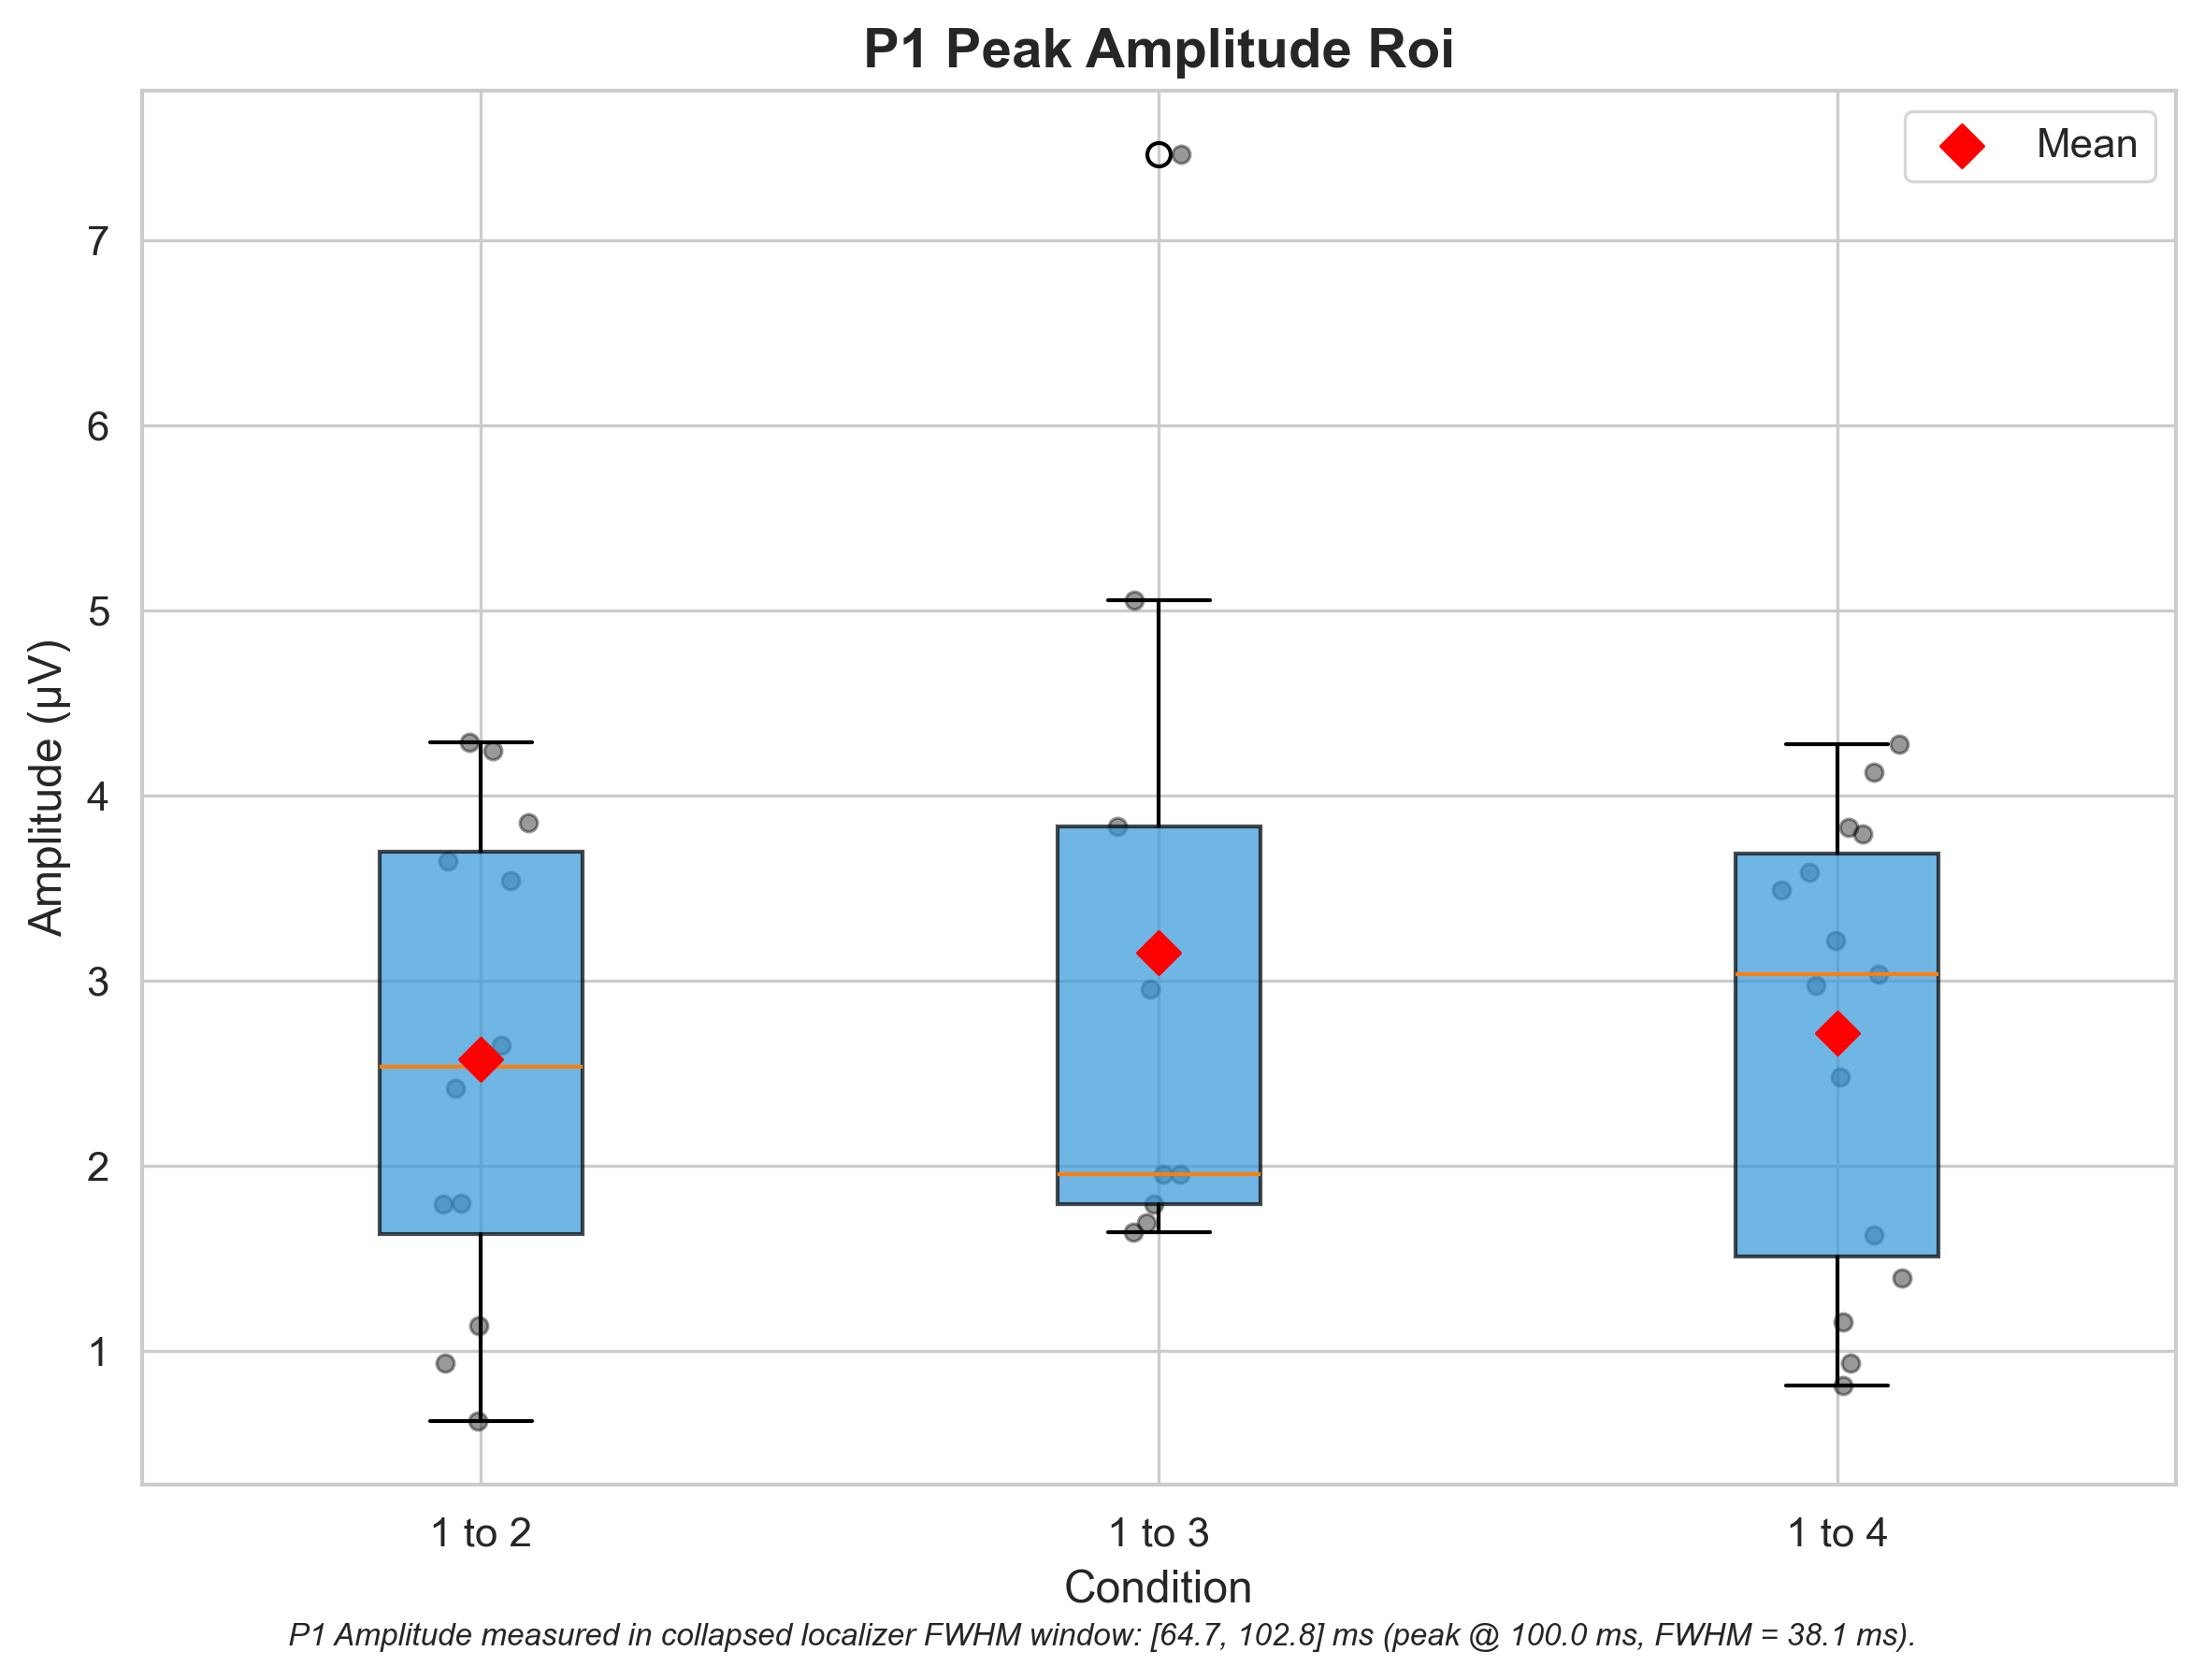 P1 Peak Amplitude Roi
Mean
Amplitude (µV)
7
6
5
4
3
2
1
1 to 2
1 to 3
1 to 4
Condition
P1 Amplitude measured in collapsed localizer FWHM window: [64.7, 102.8] ms (peak @ 100.0 ms, FWHM = 38.1 ms).